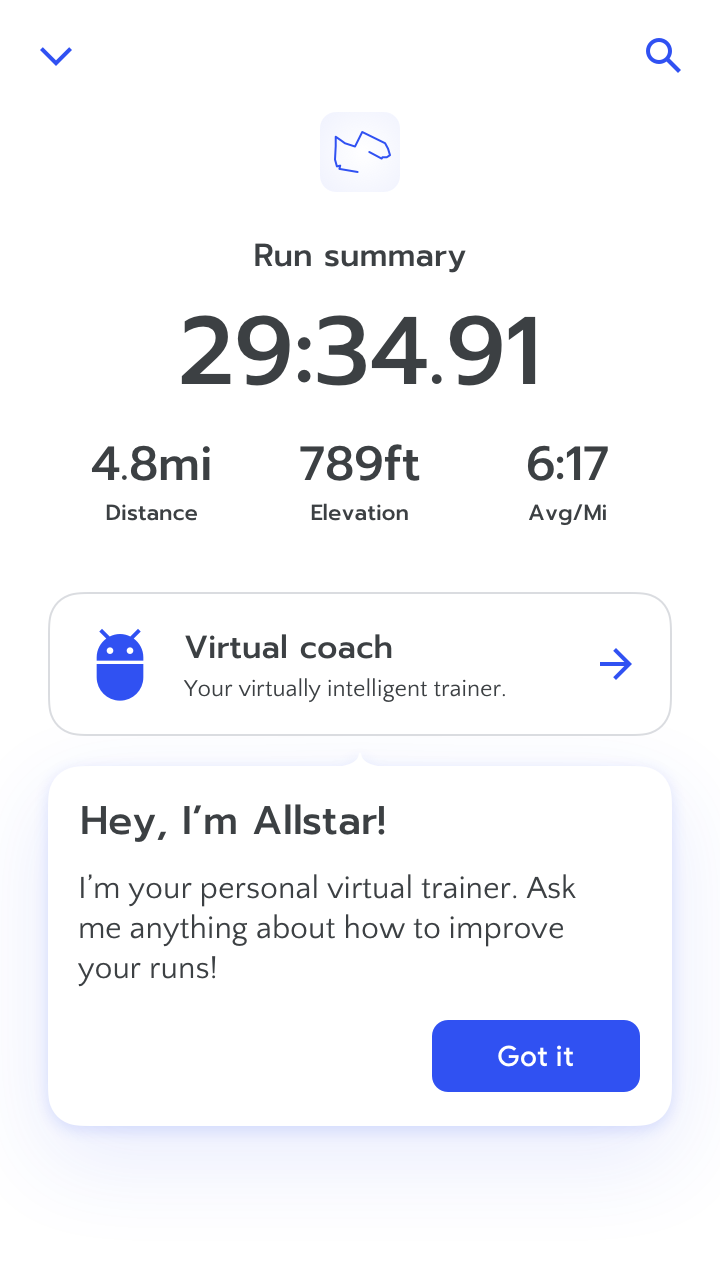 Run summary
29:34.91
4.8mi 789ft 6:17
Distance Elevation Avg/Mi
Virtual coach
Your virtually intelligent trainer.
Hey, I’m Allstar!
I’m your personal virtual trainer. Ask
me anything about how to improve
your runs!
Got it